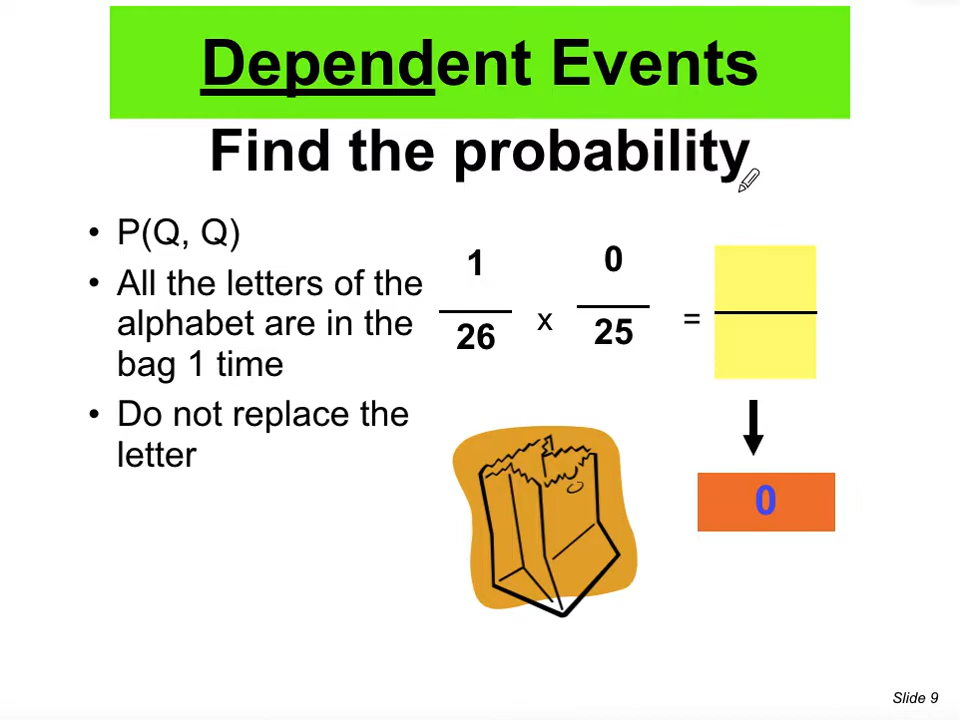 Dependent Events
Find the probability
• P(Q, Q)
• All the letters of the
alphabet are in the
bag 1 time
• Do not replace the
letter
1
26
x
0
25
=
0
Slide 9